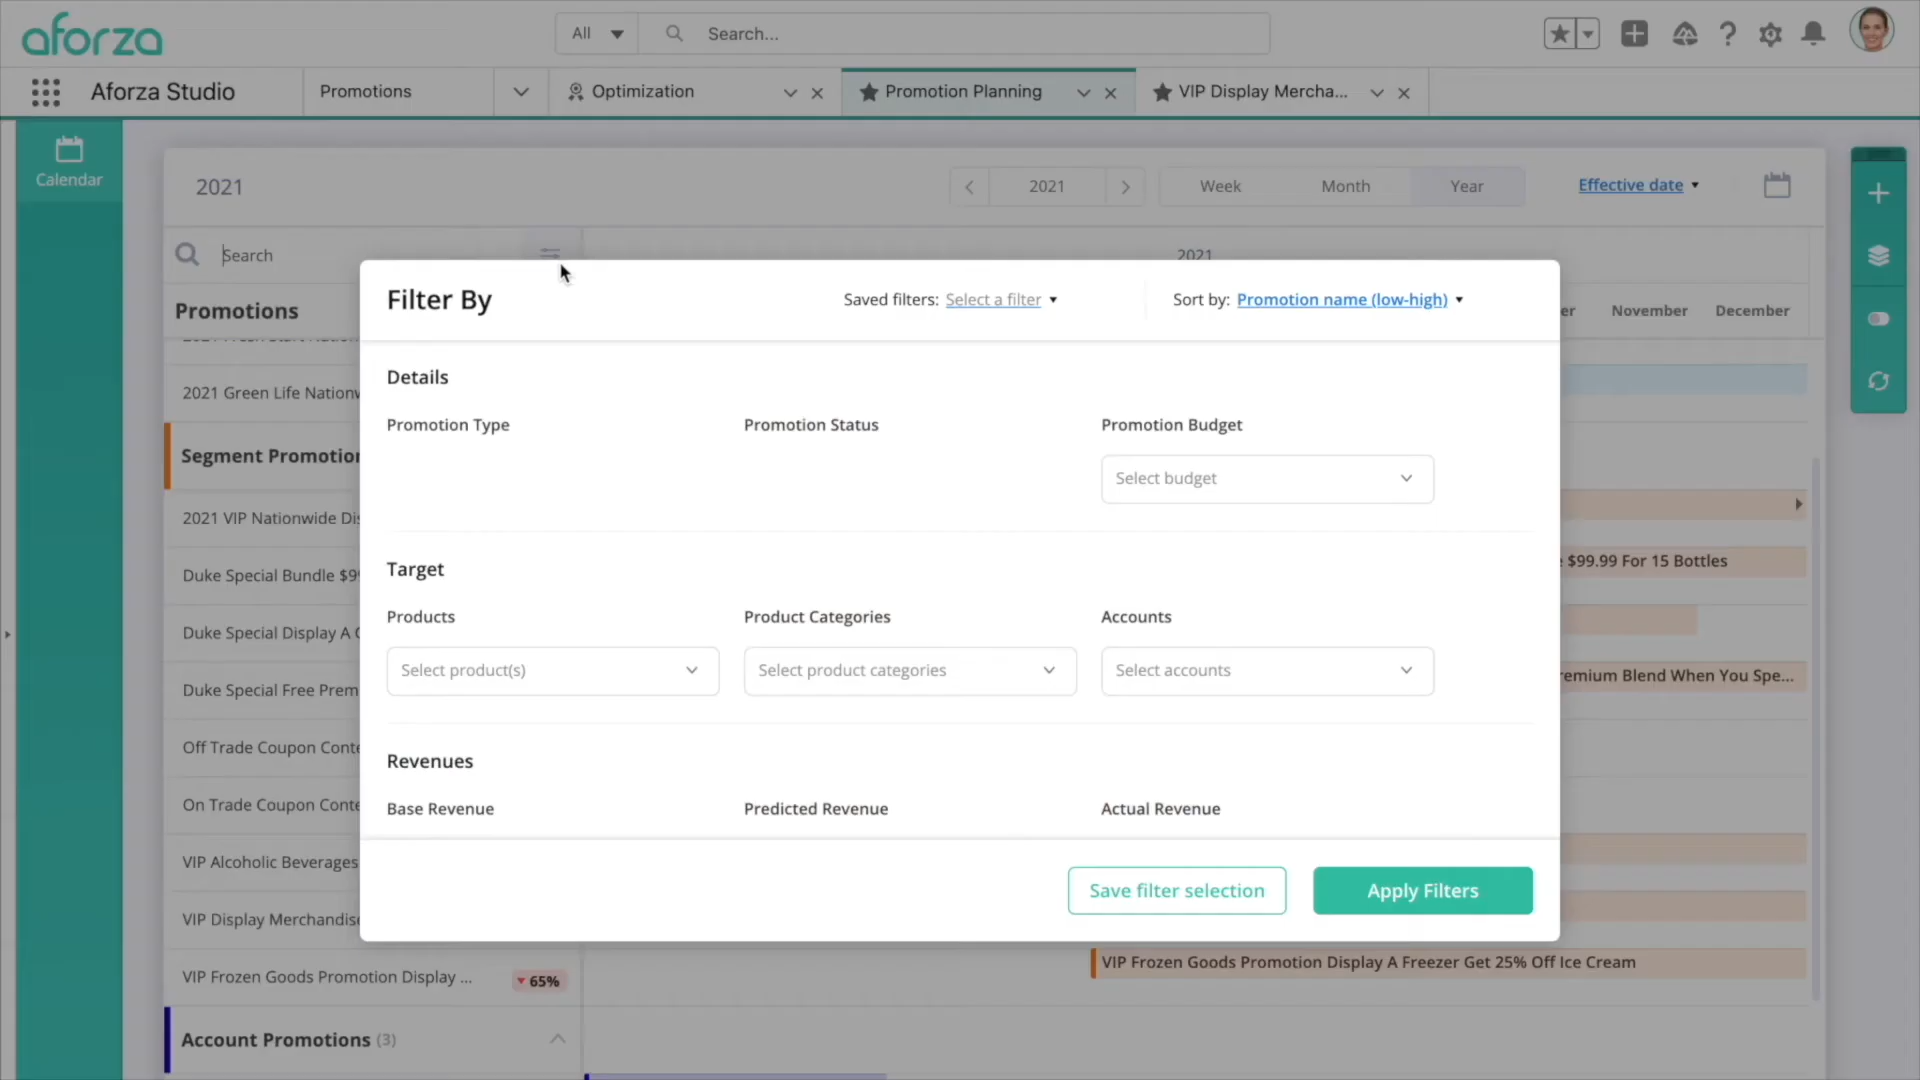 aforza
All
Search...
Aforza Studio
Promotions
Optimization
Promotion Planning
VIP Display Mercha...
Calendar
2021
2021
Week
Month
Year
Effective date
Search
2021
Promotions
er
November
December
2021 Green Life Nationw
Segment Promotion
2021 VIP Nationwide Dis
Duke Special Bundle $99
Duke Special Display A C
Duke Special Free Prem
Off Trade Coupon Conte
On Trade Coupon Conte
VIP Alcoholic Beverages
VIP Display Merchandise
VIP Frozen Goods Promotion Display ...
65%
Account Promotions (3)
Filter By
Saved filters: Select a filter
Sort by: Promotion name (low-high)
Details
Promotion Type
Promotion Status
Promotion Budget
Select budget
Target
Products
Product Categories
Accounts
Select product(s)
Select product categories
Select accounts
Revenues
Base Revenue
Predicted Revenue
Actual Revenue
Save filter selection
Apply Filters
$99.99 For 15 Bottles
remium Blend When You Spe...
VIP Frozen Goods Promotion Display A Freezer Get 25% Off Ice Cream